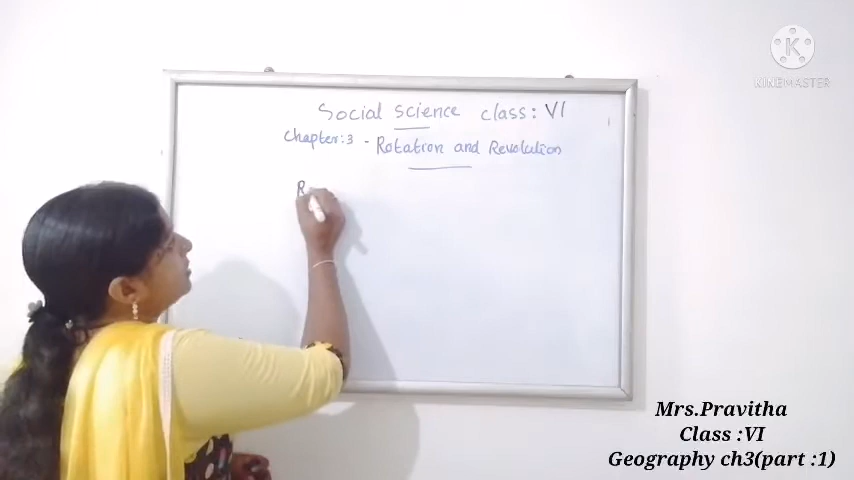 Social science class: VI
Chapter:3 - Rotation and Revolution
R
KINEMASTER
Mrs.Pravitha
Class :VI
Geography ch3(part :1)